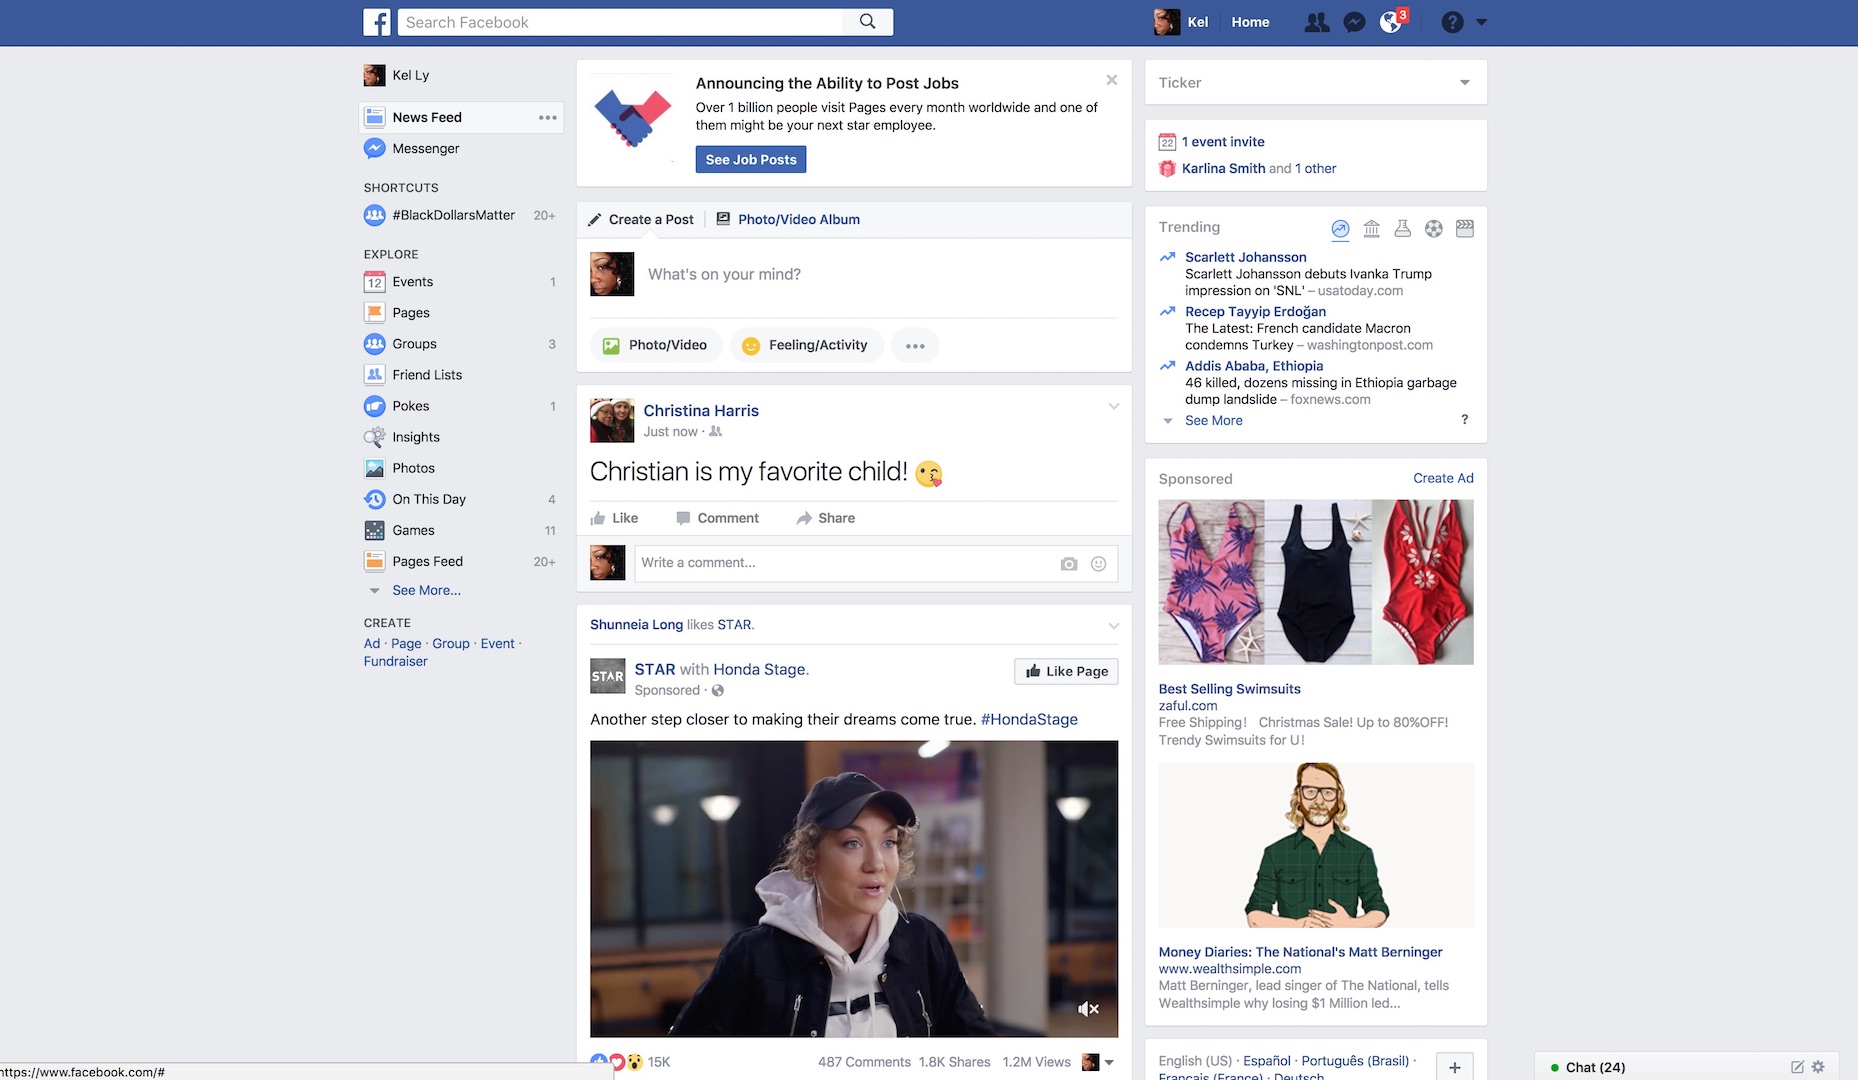 Search Facebook
Kel
Home
3
?
Kel Ly
News Feed
Messenger
SHORTCUTS
#BlackDollarsMatter 20+
EXPLORE
12 Events 1
Pages
Groups 3
Friend Lists
Pokes 1
Insights
Photos
On This Day 4
Games 11
Pages Feed 20+
See More...
CREATE
Ad · Page · Group · Event ·
Fundraiser
Announcing the Ability to Post Jobs
Over 1 billion people visit Pages every month worldwide and one of
them might be your next star employee.
See Job Posts
Create a Post
Photo/Video Album
What's on your mind?
Photo/Video
Feeling/Activity
Christina Harris
Just now ·
Christian is my favorite child! 😘
Like Comment Share
Write a comment...
Shunneia Long likes STAR.
STAR
STAR with Honda Stage.
Sponsored ·
Like Page
Another step closer to making their dreams come true. #HondaStage
15K
487 Comments 1.8K Shares 1.2M Views
Ticker
22 1 event invite
Karlina Smith and 1 other
Trending
Scarlett Johansson
Scarlett Johansson debuts Ivanka Trump
impression on 'SNL' – usatoday.com
Recep Tayyip Erdoğan
The Latest: French candidate Macron
condemns Turkey – washingtonpost.com
Addis Ababa, Ethiopia
46 killed, dozens missing in Ethiopia garbage
dump landslide – foxnews.com
See More ?
Sponsored Create Ad
Best Selling Swimsuits
zaful.com
Free Shipping! Christmas Sale! Up to 80%OFF!
Trendy Swimsuits for U!
Money Diaries: The National's Matt Berninger
www.wealthsimple.com
Matt Berninger, lead singer of The National, tells
Wealthsimple why losing $1 Million led...
English (US) · Español · Português (Brasil) ·
Français (France) · Deutsch
+
Chat (24)
https://www.facebook.com/#